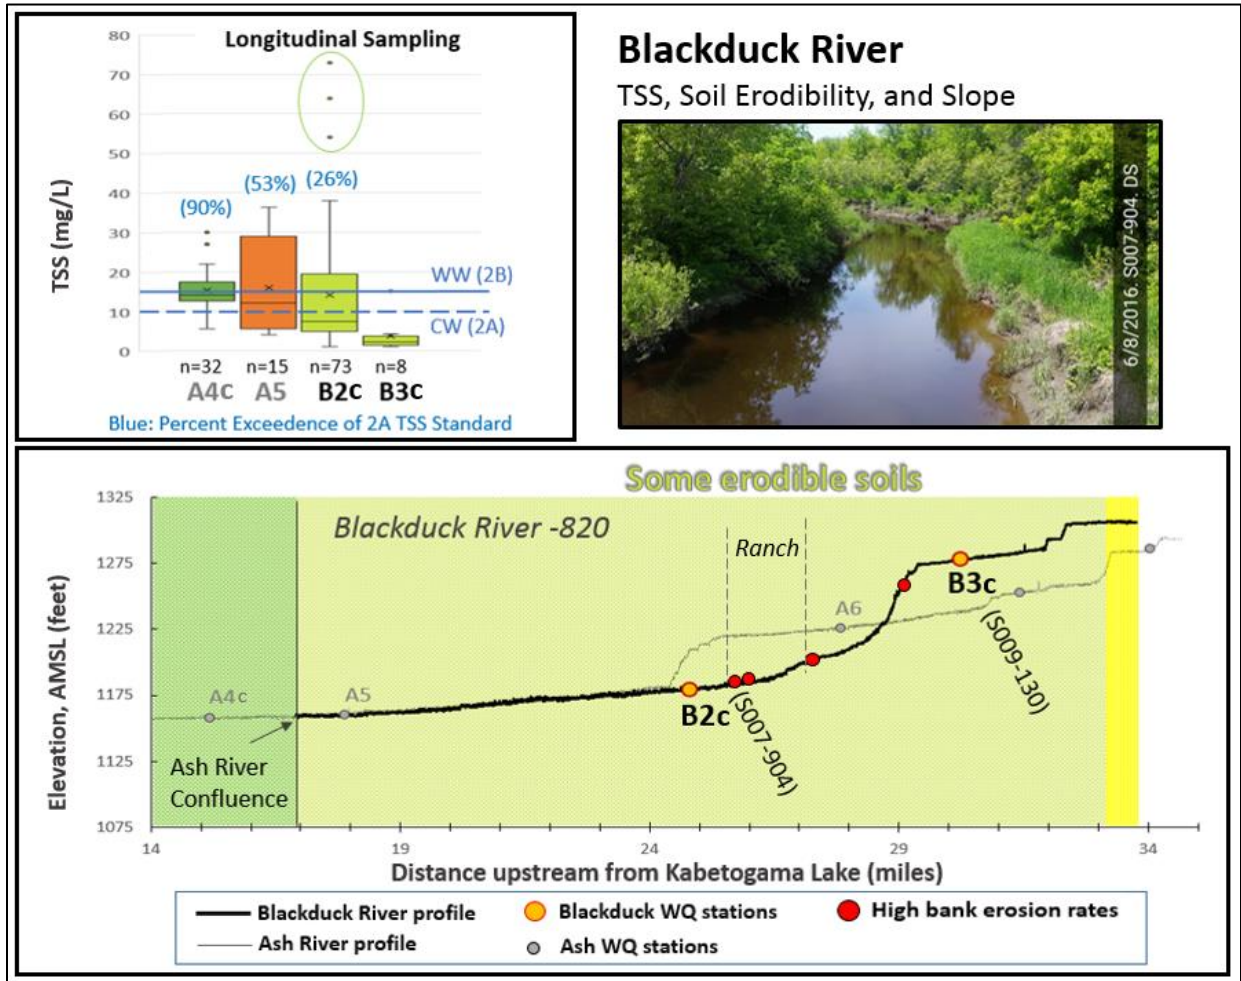 Longitudinal Sampling
TSS (mg/L)
80
70
60
50
40
30
20
10
0
(90%)
(53%)
(26%)
WW (2B)
CW (2A)
n=32
n=15
n=73
n=8
A4c
A5
B2c
B3c
Blue: Percent Exceedence of 2A TSS Standard
Blackduck River
TSS, Soil Erodibility, and Slope
6/8/2016. S007-904. DS
Some erodible soils
Elevation, AMSL (feet)
1325
1275
1225
1175
1125
1075
Blackduck River -820
Ranch
A4c
A5
A6
B2c
(S007-904)
B3c
(S009-130)
Ash River
Confluence
14
19
24
29
34
Distance upstream from Kabetogama Lake (miles)
Blackduck River profile
Blackduck WQ stations
High bank erosion rates
Ash River profile
Ash WQ stations